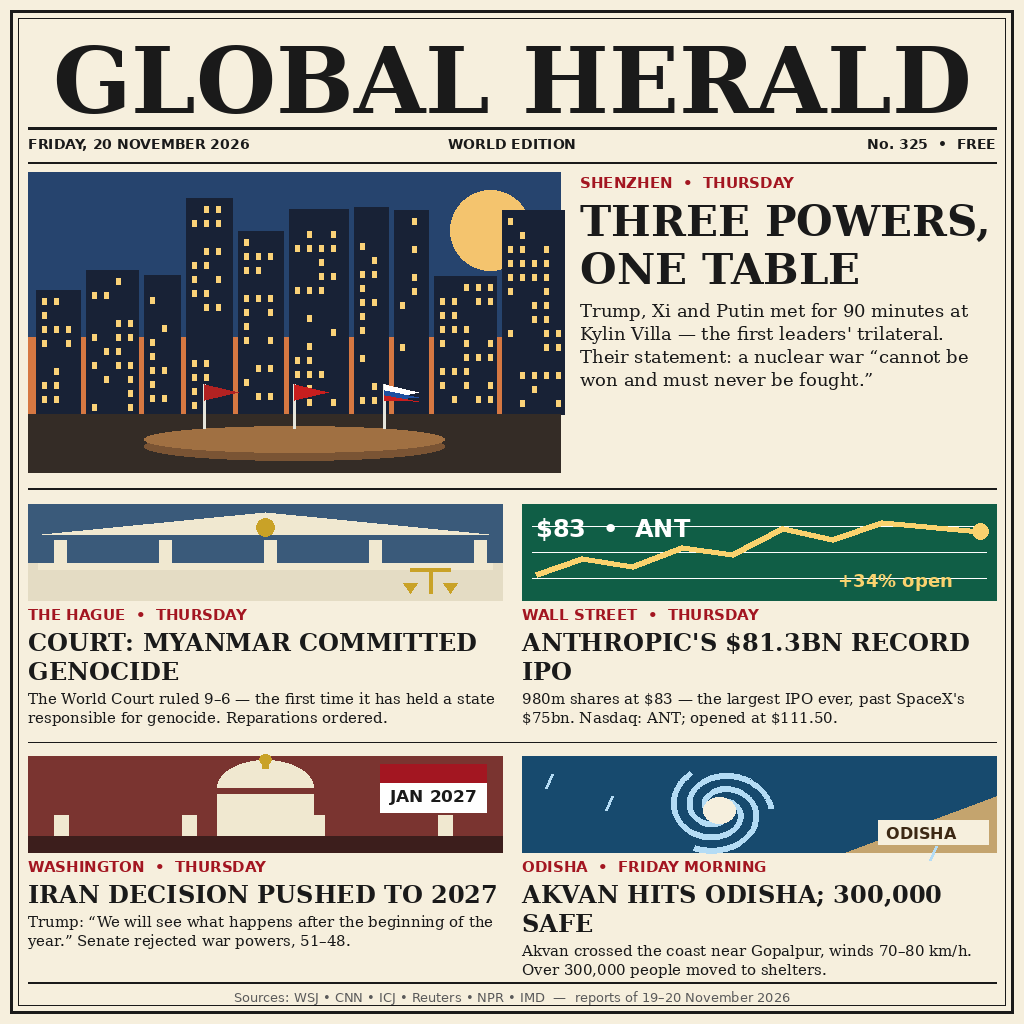 GLOBAL HERALD
FRIDAY, 20 NOVEMBER 2026
WORLD EDITION
No. 325 • FREE
SHENZHEN • THURSDAY
THREE POWERS,
ONE TABLE
Trump, Xi and Putin met for 90 minutes at
Kylin Villa — the first leaders' trilateral.
Their statement: a nuclear war “cannot be
won and must never be fought.”
THE HAGUE • THURSDAY
COURT: MYANMAR COMMITTED
GENOCIDE
The World Court ruled 9–6 — the first time it has held a state
responsible for genocide. Reparations ordered.
$83 • ANT
+34% open
WALL STREET • THURSDAY
ANTHROPIC'S $81.3BN RECORD
IPO
980m shares at $83 — the largest IPO ever, past SpaceX's
$75bn. Nasdaq: ANT; opened at $111.50.
JAN 2027
WASHINGTON • THURSDAY
IRAN DECISION PUSHED TO 2027
Trump: “We will see what happens after the beginning of the
year.” Senate rejected war powers, 51–48.
ODISHA
ODISHA • FRIDAY MORNING
AKVAN HITS ODISHA; 300,000
SAFE
Akvan crossed the coast near Gopalpur, winds 70–80 km/h.
Over 300,000 people moved to shelters.
Sources: WSJ • CNN • ICJ • Reuters • NPR • IMD — reports of 19–20 November 2026